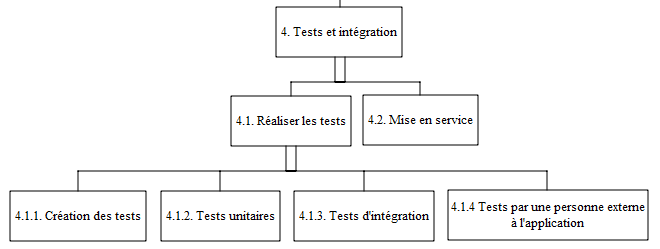 4. Tests et intégration
4.1. Réaliser les tests
4.2. Mise en service
4.1.1. Création des tests
4.1.2. Tests unitaires
4.1.3. Tests d'intégration
4.1.4 Tests par une personne externe
à l'application